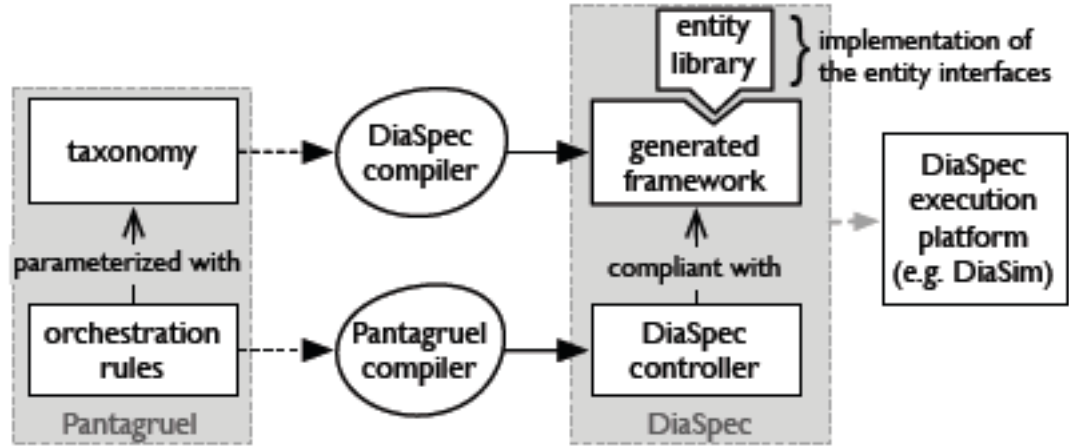 entity
library
implementation of
the entity interfaces
taxonomy
DiaSpec
compiler
generated
framework
DiaSpec
execution
platform
(e.g. DiaSim)
parameterized with
compliant with
orchestration
rules
Pantagruel
compiler
DiaSpec
controller
Pantagruel
DiaSpec